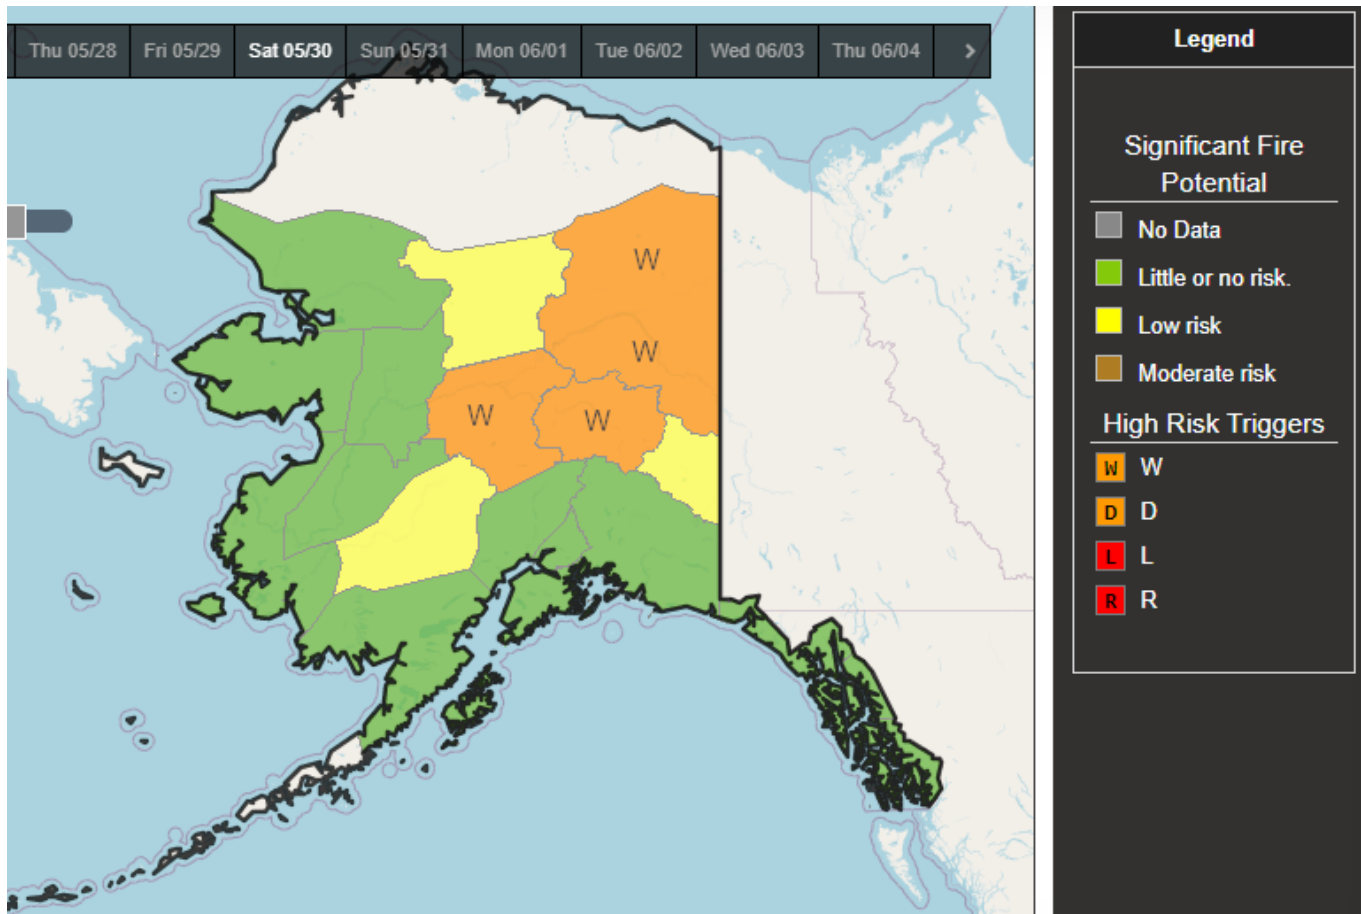 Thu 05/28 Fri 05/29 Sat 05/30 Sun 05/31 Mon 06/01 Tue 06/02 Wed 06/03 Thu 06/04 >
W
W
W W
Legend
Significant Fire
Potential
No Data
Little or no risk.
Low risk
Moderate risk
High Risk Triggers
W W
D D
L L
R R